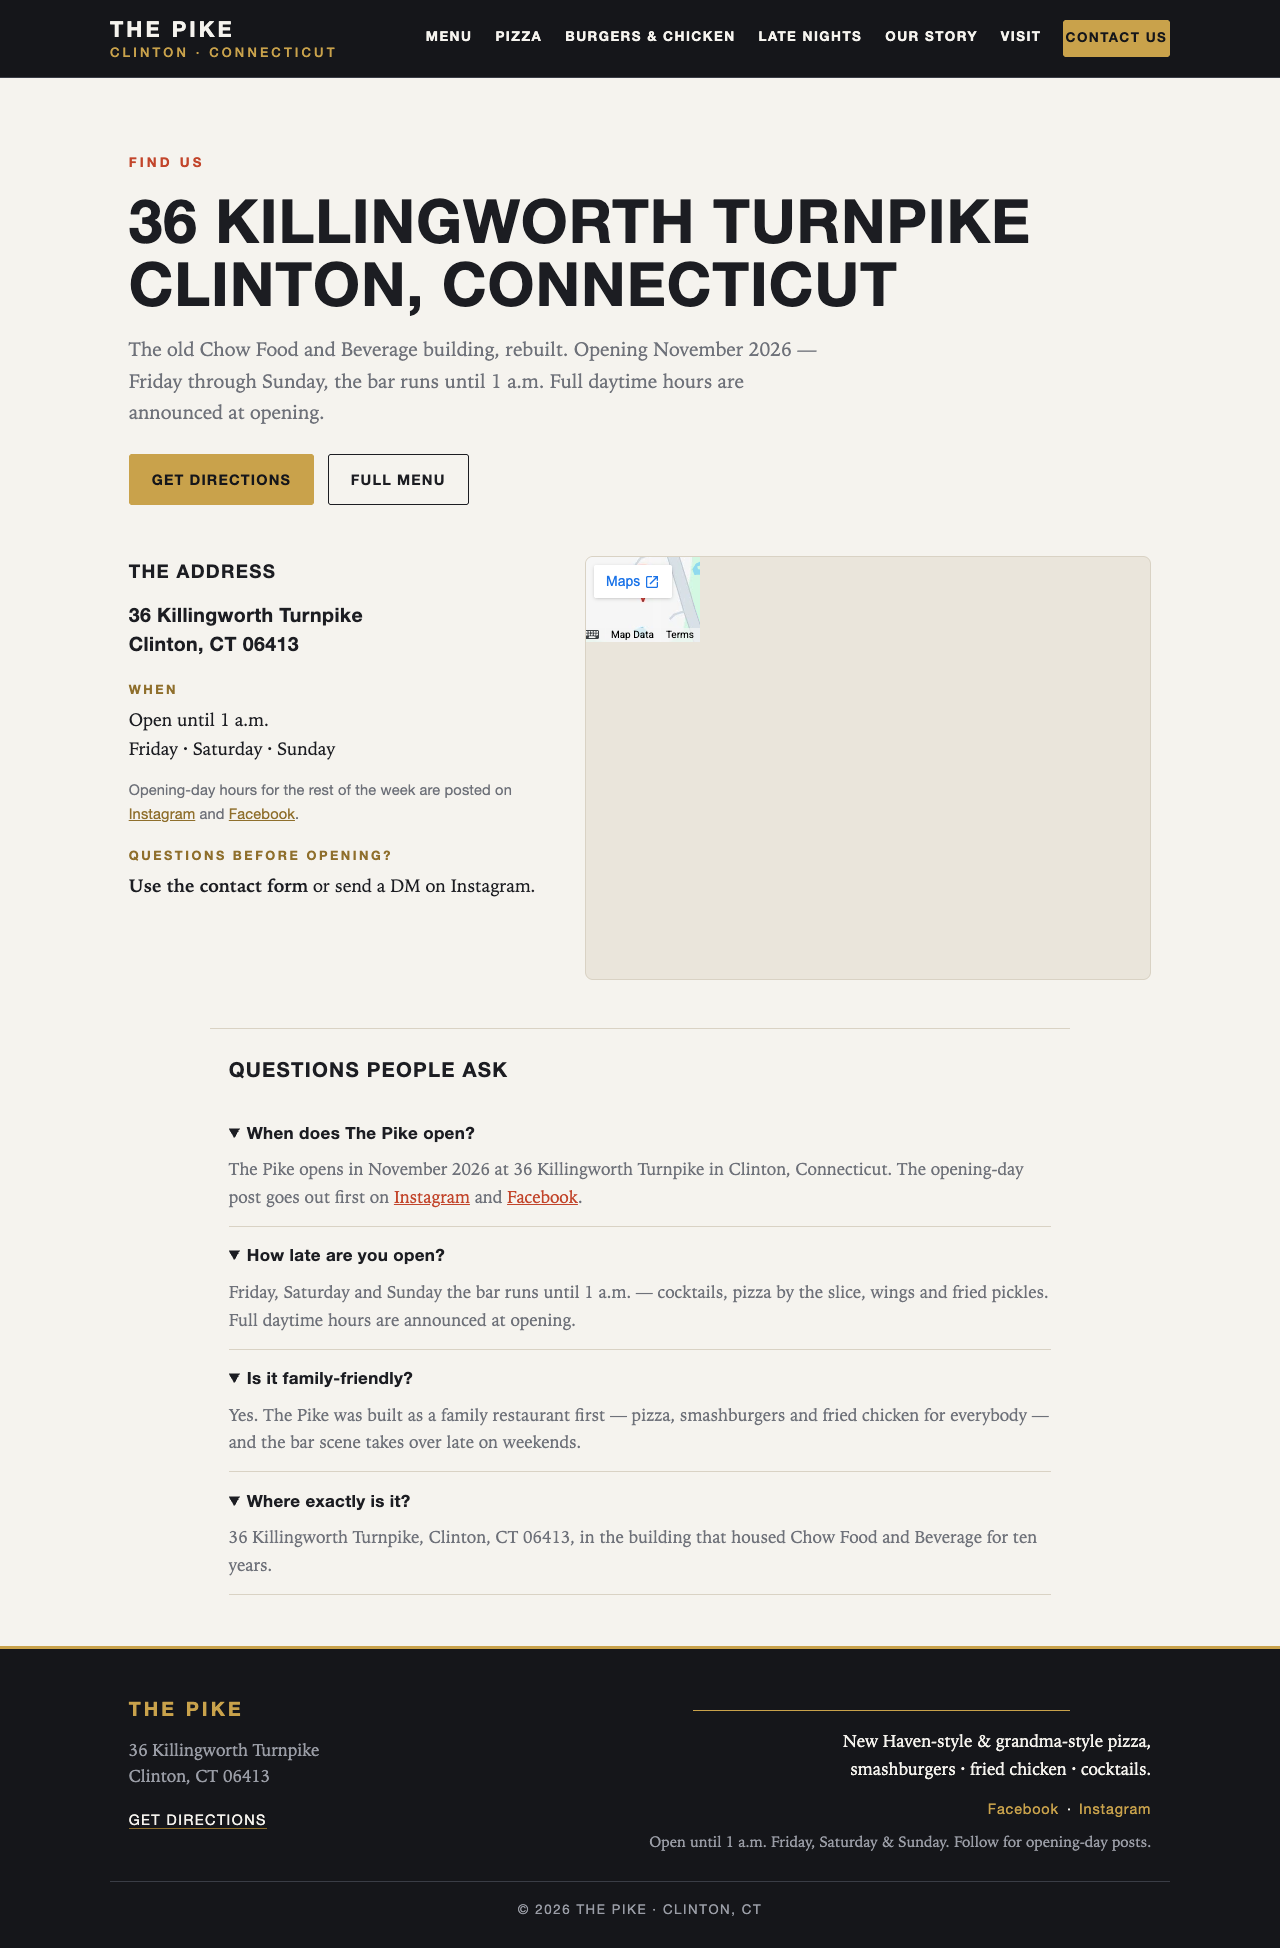 THE PIKE
CLINTON · CONNECTICUT
MENU PIZZA BURGERS & CHICKEN LATE NIGHTS OUR STORY VISIT CONTACT US
FIND US
36 KILLINGWORTH TURNPIKE
CLINTON, CONNECTICUT
The old Chow Food and Beverage building, rebuilt. Opening November 2026 —
Friday through Sunday, the bar runs until 1 a.m. Full daytime hours are
announced at opening.
GET DIRECTIONS FULL MENU
THE ADDRESS
36 Killingworth Turnpike
Clinton, CT 06413
WHEN
Open until 1 a.m.
Friday · Saturday · Sunday
Opening-day hours for the rest of the week are posted on
Instagram and Facebook.
QUESTIONS BEFORE OPENING?
Use the contact form or send a DM on Instagram.
Maps
Map Data Terms
QUESTIONS PEOPLE ASK
When does The Pike open?
The Pike opens in November 2026 at 36 Killingworth Turnpike in Clinton, Connecticut. The opening-day
post goes out first on Instagram and Facebook.
How late are you open?
Friday, Saturday and Sunday the bar runs until 1 a.m. — cocktails, pizza by the slice, wings and fried pickles.
Full daytime hours are announced at opening.
Is it family-friendly?
Yes. The Pike was built as a family restaurant first — pizza, smashburgers and fried chicken for everybody —
and the bar scene takes over late on weekends.
Where exactly is it?
36 Killingworth Turnpike, Clinton, CT 06413, in the building that housed Chow Food and Beverage for ten
years.
THE PIKE
36 Killingworth Turnpike
Clinton, CT 06413
GET DIRECTIONS
New Haven-style & grandma-style pizza,
smashburgers · fried chicken · cocktails.
Facebook · Instagram
Open until 1 a.m. Friday, Saturday & Sunday. Follow for opening-day posts.
© 2026 THE PIKE · CLINTON, CT